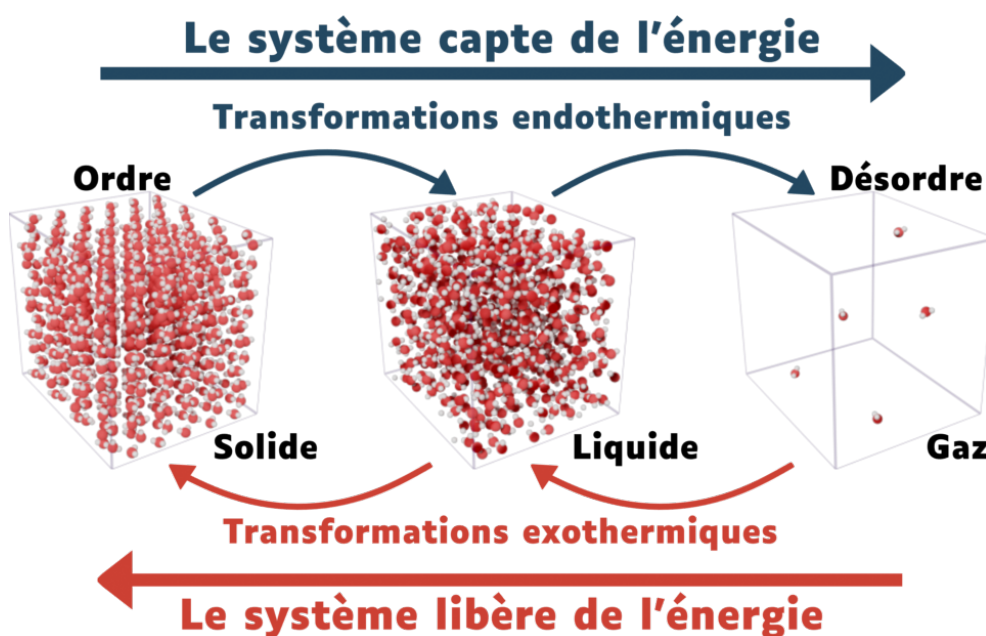 Le système capte de l'énergie
Transformations endothermiques
Ordre
Désordre
Solide
Liquide
Gaz
Transformations exothermiques
Le système libère de l'énergie